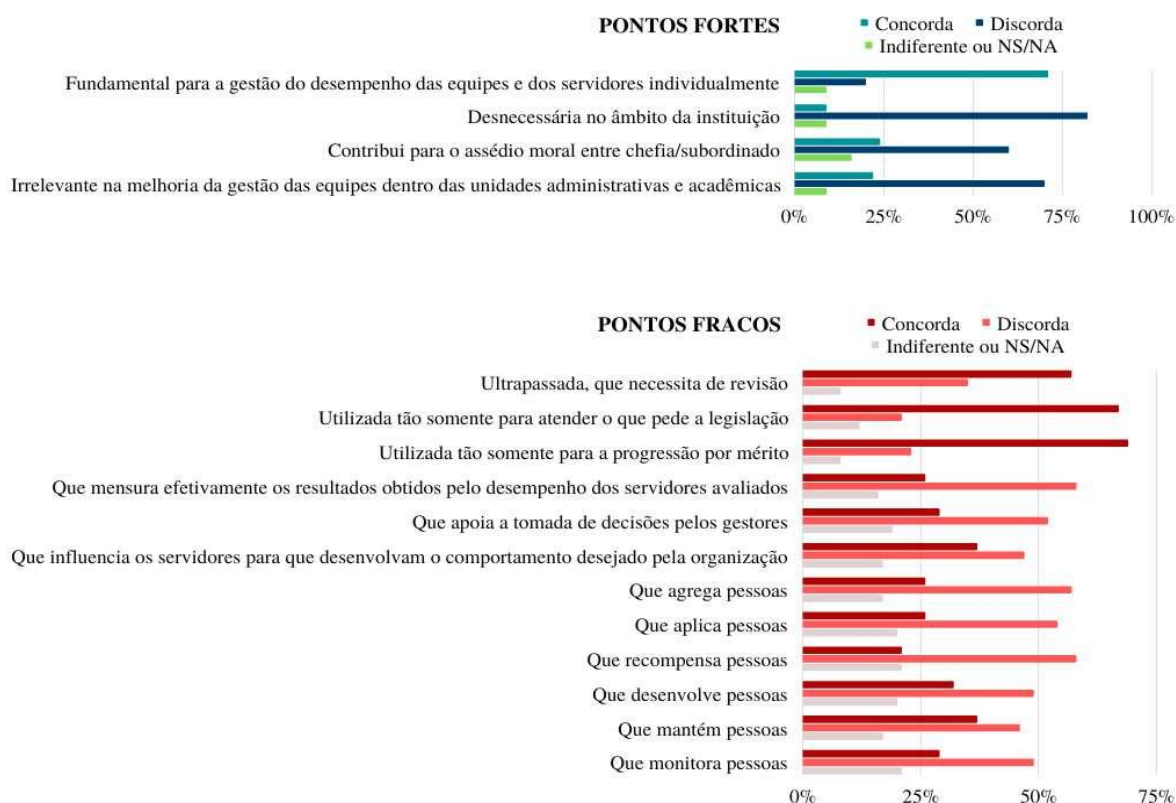 PONTOS FORTES
Concorda Discorda
Indiferente ou NS/NA
Fundamental para a gestão do desempenho das equipes e dos servidores individualmente
Desnecessária no âmbito da instituição
Contribui para o assédio moral entre chefia/subordinado
Irrelevante na melhoria da gestão das equipes dentro das unidades administrativas e acadêmicas
0% 25% 50% 75% 100%
PONTOS FRACOS
Concorda Discorda
Indiferente ou NS/NA
Ultrapassada, que necessita de revisão
Utilizada tão somente para atender o que pede a legislação
Utilizada tão somente para a progressão por mérito
Que mensura efetivamente os resultados obtidos pelo desempenho dos servidores avaliados
Que apoia a tomada de decisões pelos gestores
Que influencia os servidores para que desenvolvam o comportamento desejado pela organização
Que agrega pessoas
Que aplica pessoas
Que recompensa pessoas
Que desenvolve pessoas
Que mantém pessoas
Que monitora pessoas
0% 25% 50% 75%